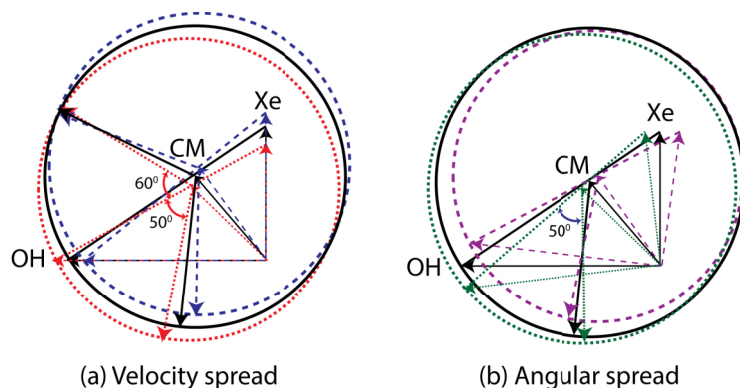 Xe
CM
60⁰
50⁰
OH
(a) Velocity spread
Xe
CM
50⁰
OH
(b) Angular spread